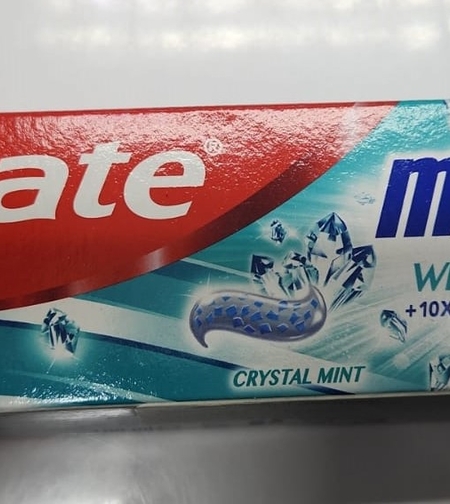 ate®
m
W
+10X
CRYSTAL MINT